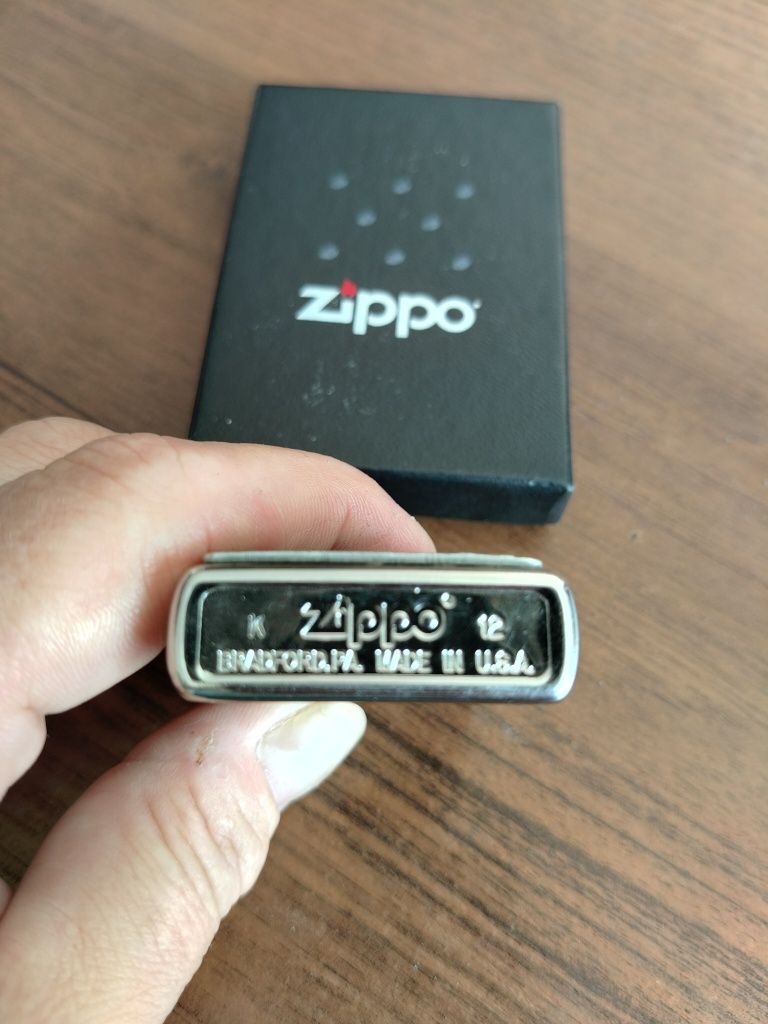 zippo
K zippo 12
BRADFORD, PA. MADE IN U.S.A.